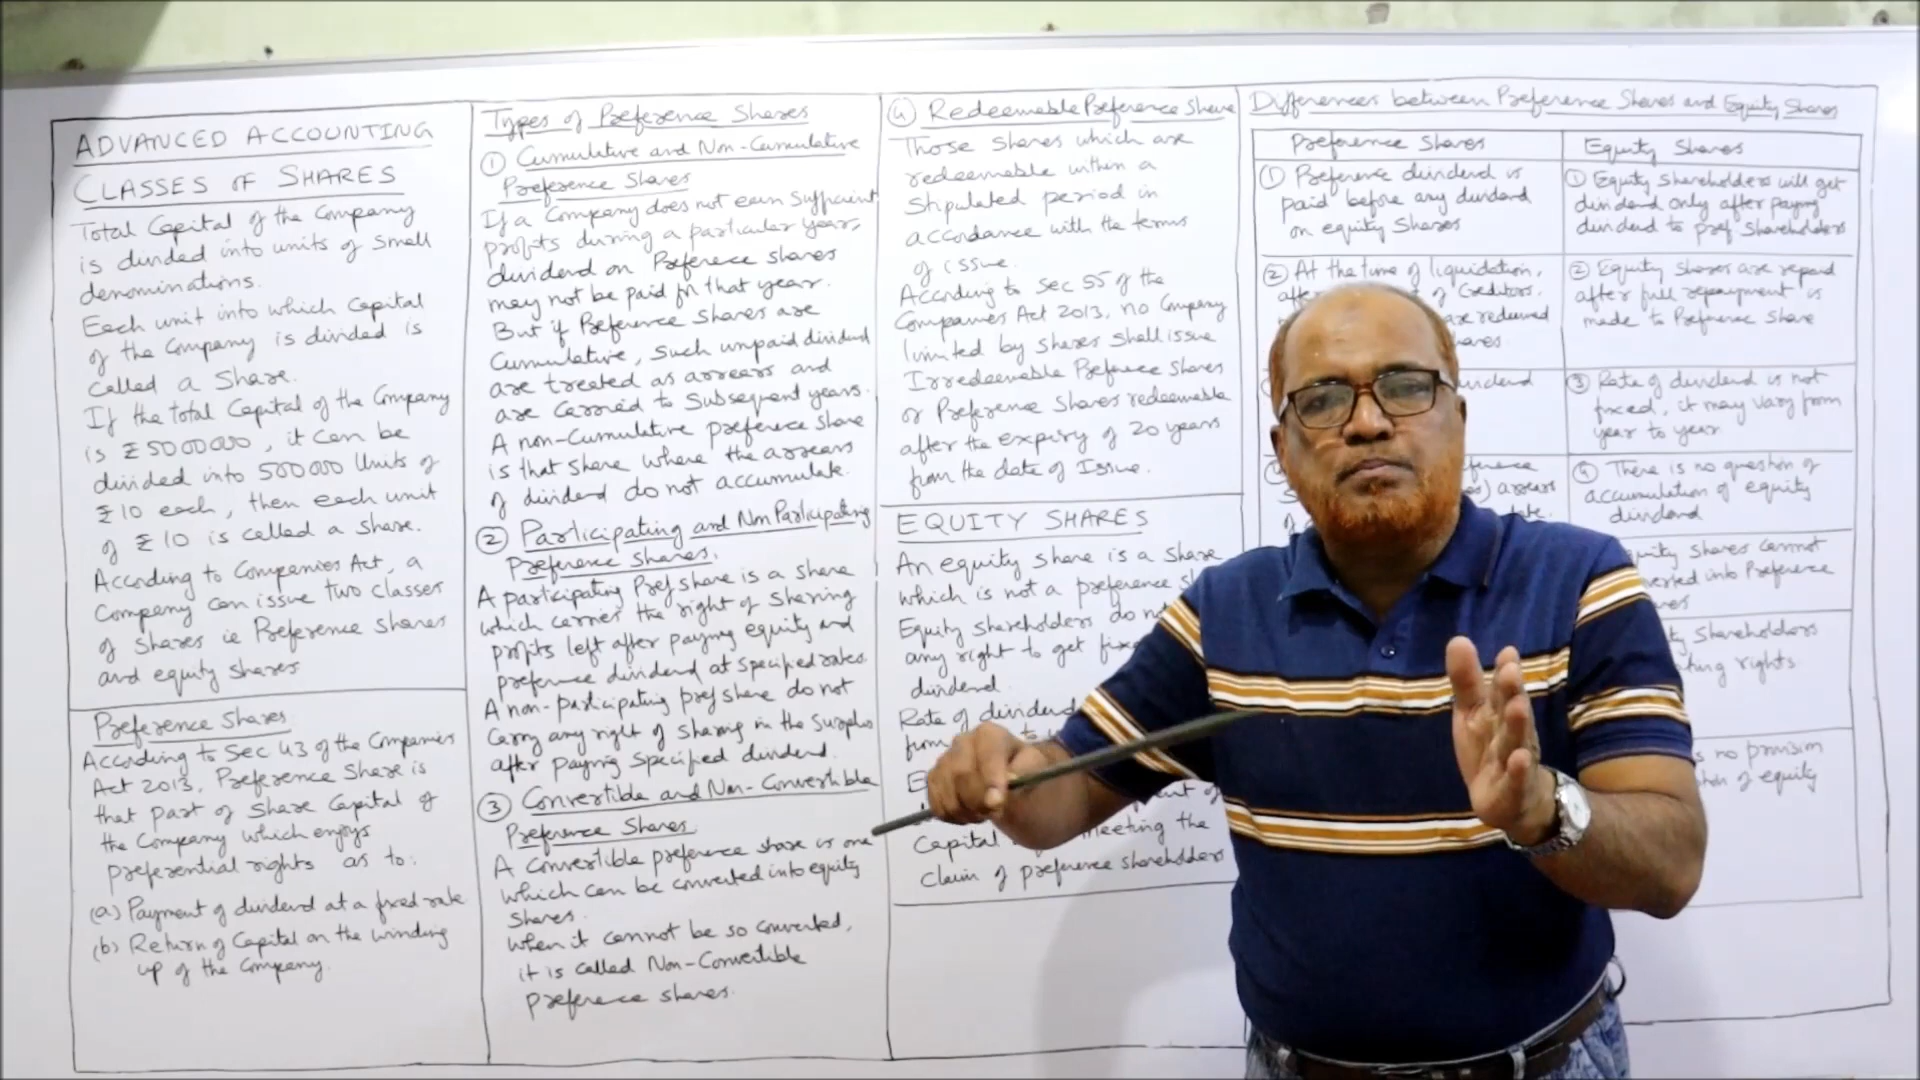 ADVANCED ACCOUNTING
CLASSES OF SHARES
Total Capital of the Company
is divided into units of small
denominations.
Each unit into which capital
of the Company is divided is
called a Share.
If the total Capital of the Company
is ₹5000000, it can be
divided into 500000 Units of
₹10 each, then each unit
of ₹10 is called a share.
According to Companies Act, a
Company can issue two classes
of shares ie Preference shares
and equity shares
Preference Shares
According to Sec 43 of the Companies
Act 2013, Preference Share is
that part of Share Capital of
the Company which enjoys
preferential rights as to:
(a) Payment of dividend at a fixed rate
(b) Return of Capital on the winding
up of the Company.
Types of Preference Shares
① Cumulative and Non-Cumulative
Preference Shares
If a Company does not earn sufficient
profits during a particular year,
dividend on Preference shares
may not be paid for that year.
But if Preference Shares are
Cumulative, such unpaid dividend
are treated as arrears and
are carried to subsequent years.
A non-cumulative preference share
is that share where the arrears
of dividend do not accumulate.
② Participating and Non Participating
Preference Shares.
A participating Pref share is a share
which carries the right of sharing
profits left after paying equity and
preference dividend at specified rates.
A non-participating pref share do not
carry any right of sharing in the surplus
after paying specified dividend.
③ Convertible and Non-Convertible
Preference Shares
A convertible preference share is one
which can be converted into equity
shares.
When it cannot be so converted,
it is called Non-Convertible
preference shares.
④ Redeemable Preference Share
Those shares which are
redeemable within a
stipulated period in
accordance with the terms
of issue.
According to Sec 55 of the
Companies Act 2013, no Company
limited by shares shall issue
Irredeemable Preference Shares
or Preference Shares redeemable
after the expiry of 20 years
from the date of Issue.
EQUITY SHARES
An equity share is a share
which is not a preference
Equity shareholders do
any right to get
dividend.
Rate of dividend
from
Capital meeting the
claim of preference shareholders
Differences between Preference Shares and Equity Shares
Preference Shares
① Preference dividend is
paid before any dividend
on equity Shares
② At the time of liquidation,
of Creditors,
are redeemed
dividend
arrears
Equity Shares
① Equity shareholders will get
dividend only after paying
dividend to pref shareholders
② Equity shares are repaid
after full repayment is
made to Preference share
③ Rate of dividend is not
fixed, it may vary from
year to year
④ There is no question of
accumulation of equity
dividend
shares cannot
into Preference
shareholders
rights
no provision
of equity